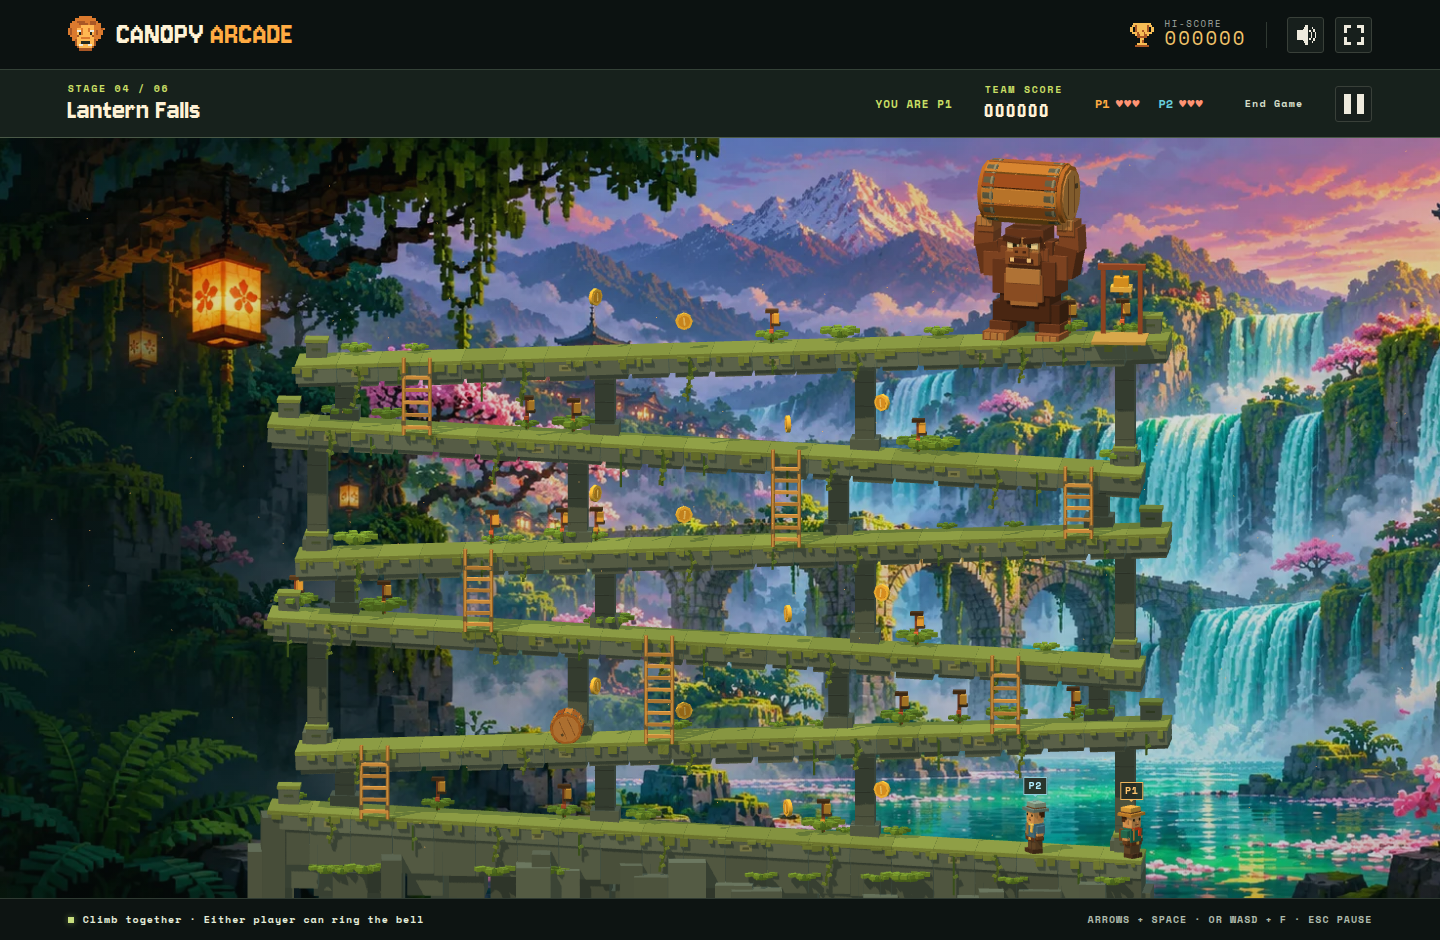 CANOPY ARCADE
HI-SCORE
000000
STAGE 04 / 06
Lantern Falls
YOU ARE P1
TEAM SCORE
000000
P1 ♥♥♥ P2 ♥♥♥
End Game
P2
P1
Climb together · Either player can ring the bell
ARROWS + SPACE · OR WASD + F · ESC PAUSE